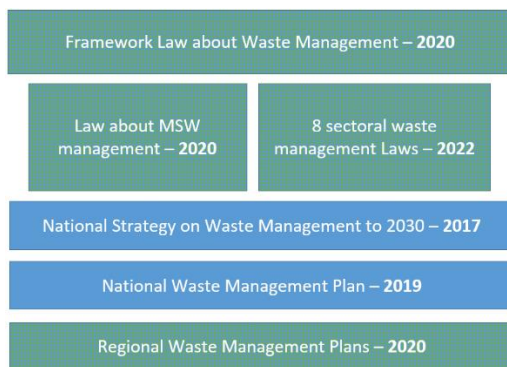 Framework Law about Waste Management – 2020
Law about MSW
management – 2020
8 sectoral waste
management Laws – 2022
National Strategy on Waste Management to 2030 – 2017
National Waste Management Plan – 2019
Regional Waste Management Plans – 2020